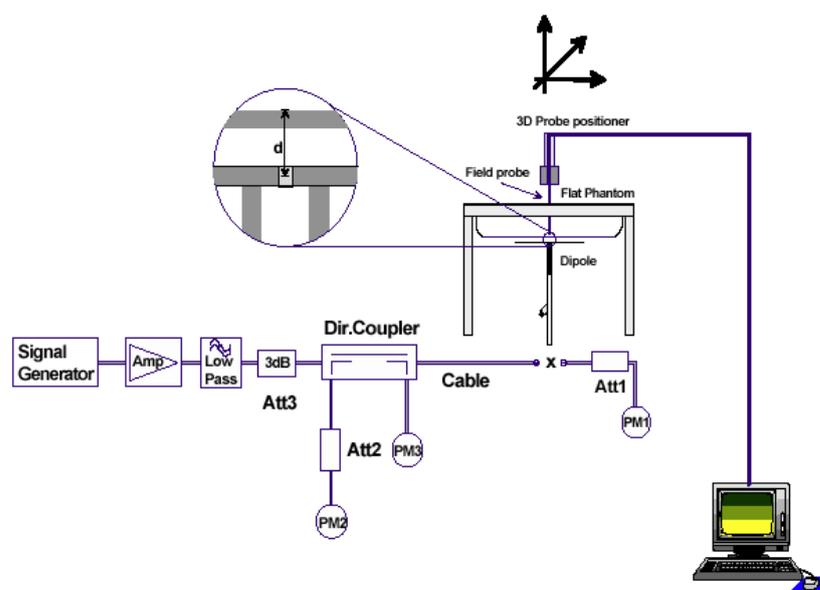 3D Probe positioner
d
Field probe
Flat Phantom
Dipole
Dir.Coupler
Signal
Generator
Amp
Low
Pass
3dB
Cable
x
Att1
Att3
PM1
Att2
PM3
PM2